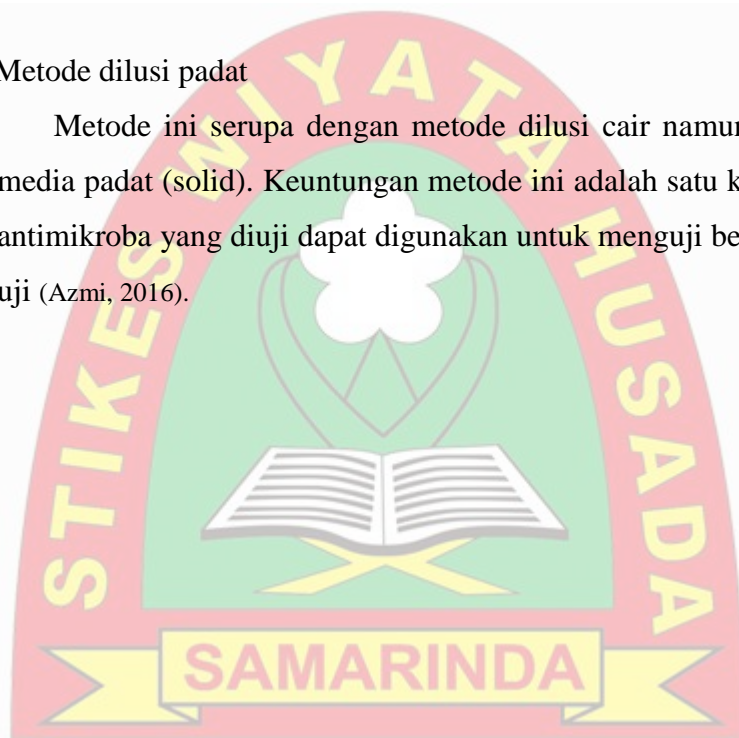 Metode dilusi padat
Metode ini serupa dengan metode dilusi cair namun
media padat (solid). Keuntungan metode ini adalah satu k
antimikroba yang diuji dapat digunakan untuk menguji be
uji (Azmi, 2016).
STIKES WIYATA HUSADA
SAMARINDA